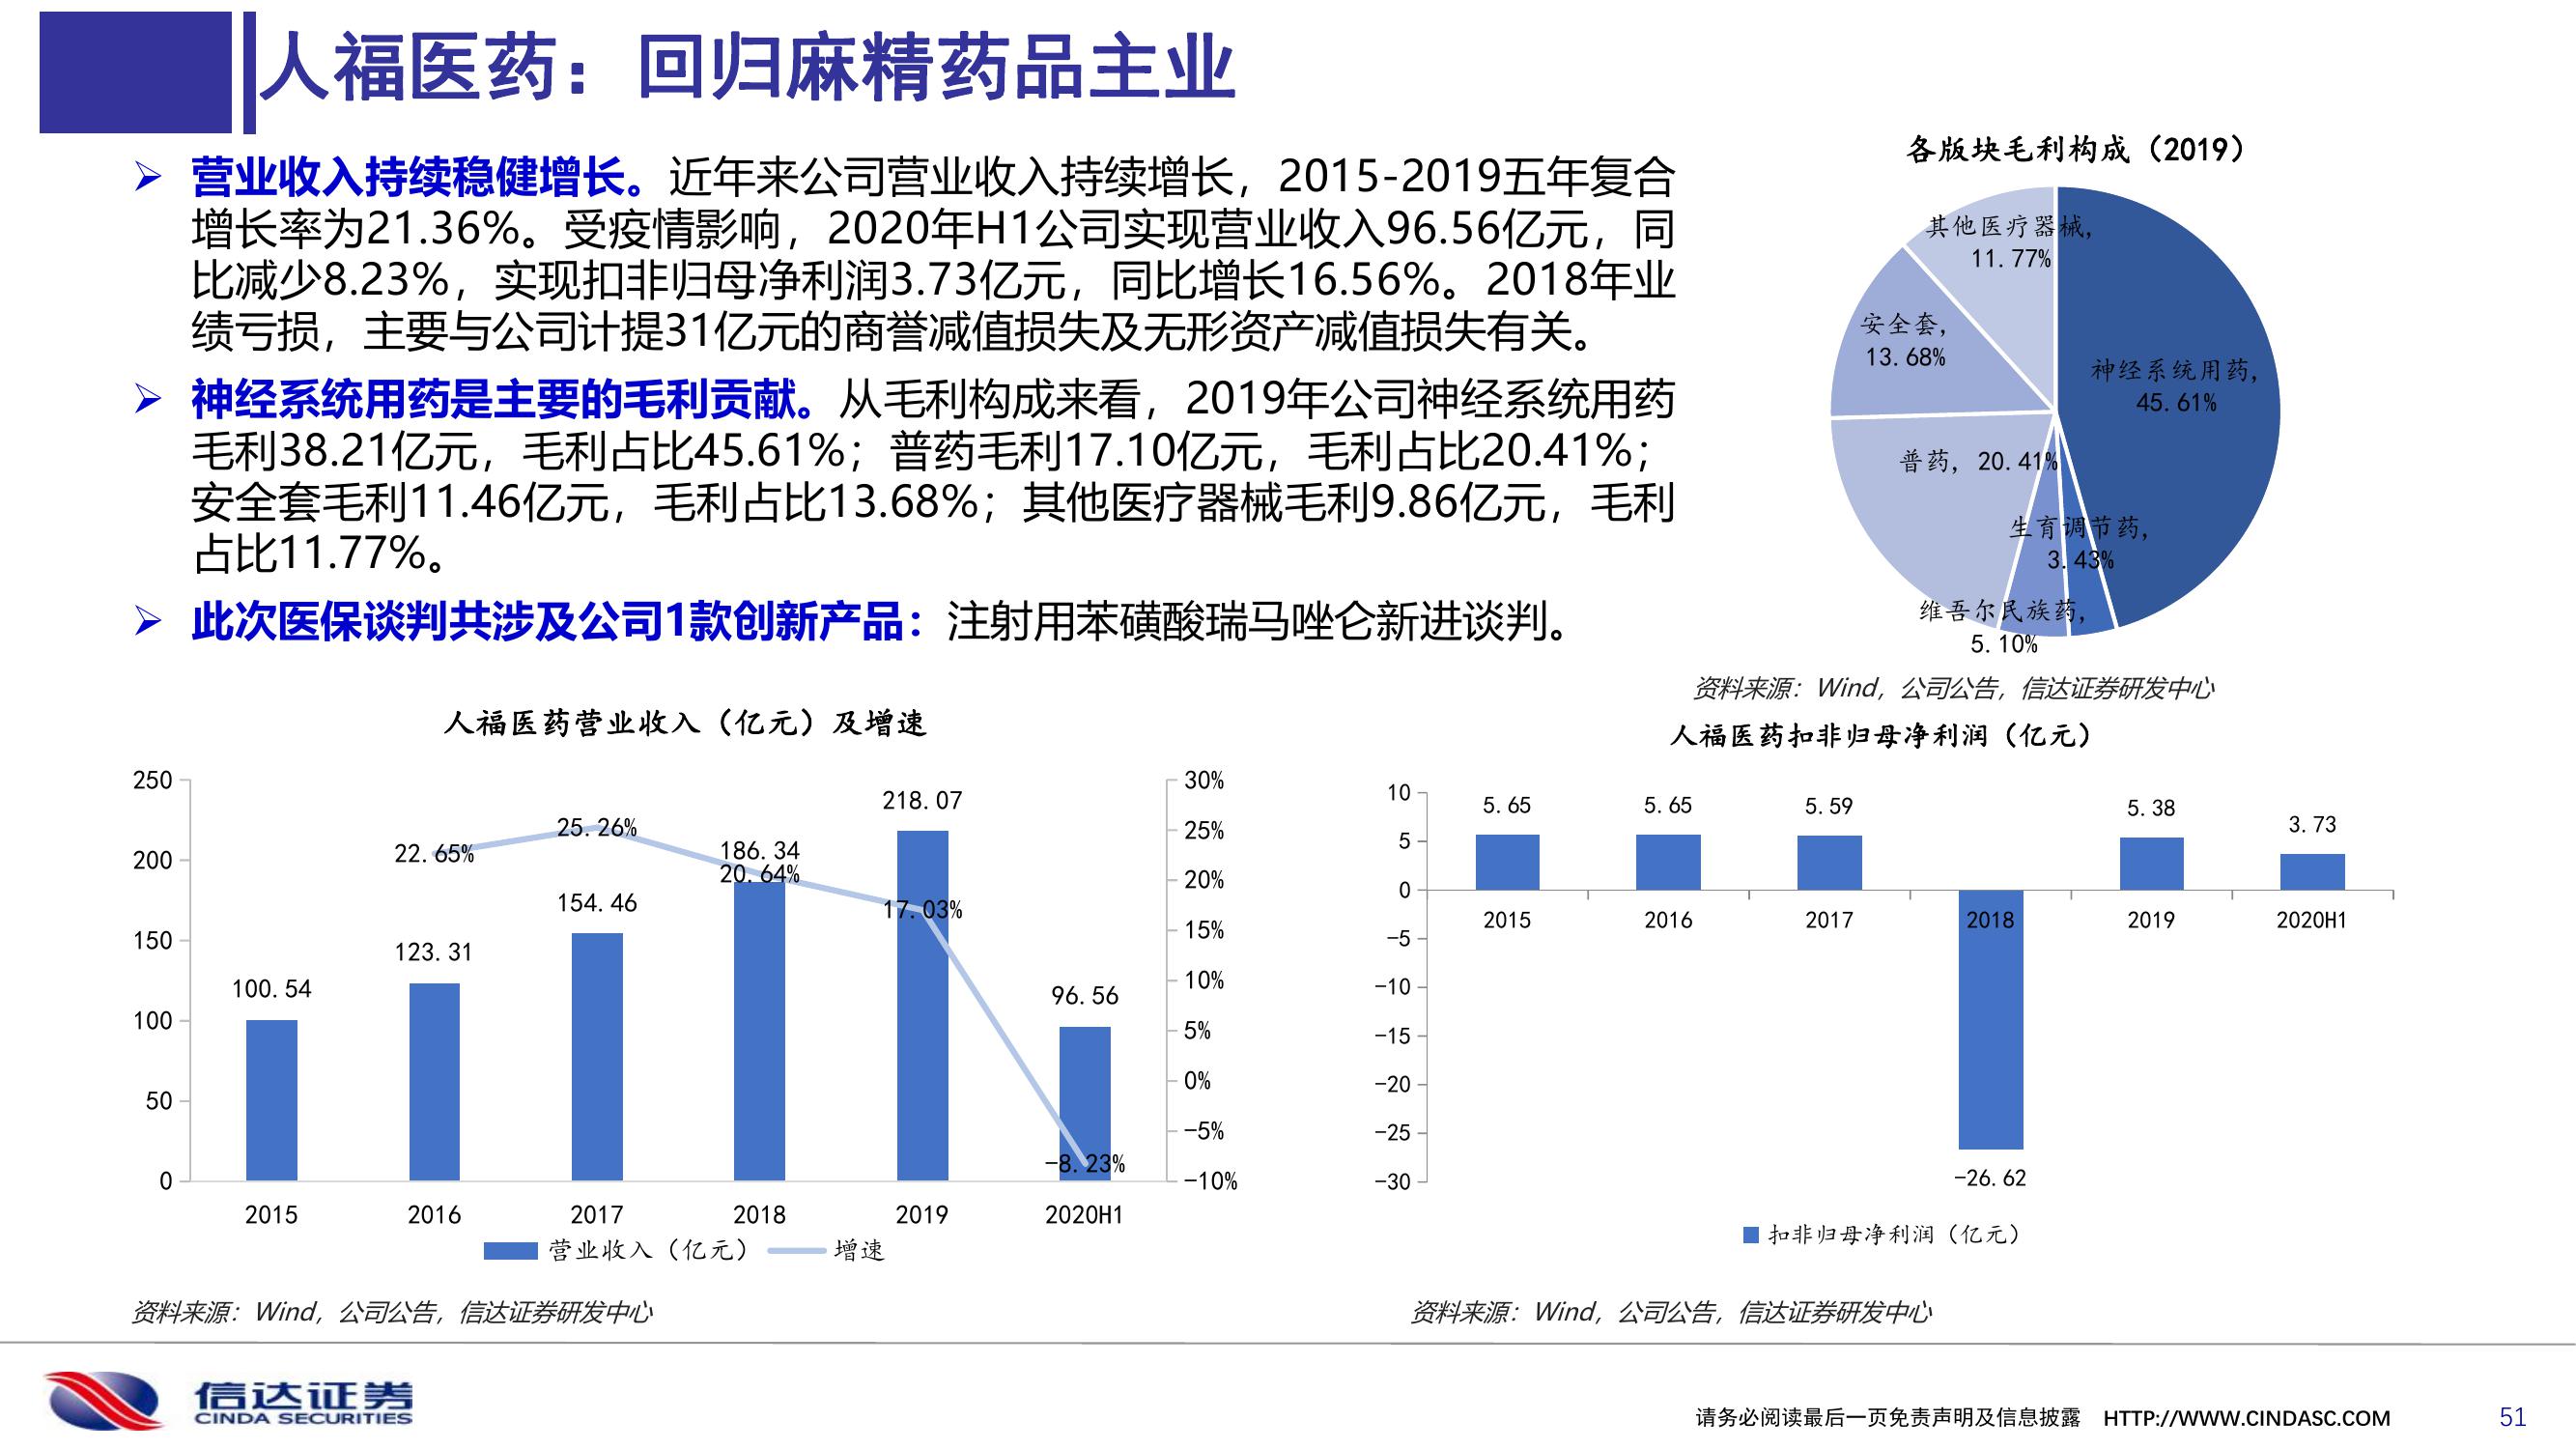 人福医药：回归麻精药品主业
➢ 营业收入持续稳健增长。近年来公司营业收入持续增长，2015-2019五年复合
增长率为21.36%。受疫情影响，2020年H1公司实现营业收入96.56亿元，同
比减少8.23%，实现扣非归母净利润3.73亿元，同比增长16.56%。2018年业
绩亏损，主要与公司计提31亿元的商誉减值损失及无形资产减值损失有关。
➢ 神经系统用药是主要的毛利贡献。从毛利构成来看，2019年公司神经系统用药
毛利38.21亿元，毛利占比45.61%；普药毛利17.10亿元，毛利占比20.41%；
安全套毛利11.46亿元，毛利占比13.68%；其他医疗器械毛利9.86亿元，毛利
占比11.77%。
➢ 此次医保谈判共涉及公司1款创新产品：注射用苯磺酸瑞马唑仑新进谈判。
各版块毛利构成（2019）
其他医疗器械,
11.77%
安全套,
13.68%
神经系统用药,
45.61%
普药, 20.41%
生育调节药,
3.43%
维吾尔民族药,
5.10%
资料来源：Wind，公司公告，信达证券研发中心
人福医药营业收入（亿元）及增速
250
200
150
100
50
0
30%
25%
20%
15%
10%
5%
0%
-5%
-10%
100.54
123.31
154.46
186.34
218.07
96.56
22.65%
25.26%
20.64%
17.03%
-8.23%
2015 2016 2017 2018 2019 2020H1
营业收入（亿元） 增速
资料来源：Wind，公司公告，信达证券研发中心
人福医药扣非归母净利润（亿元）
10
5
0
-5
-10
-15
-20
-25
-30
5.65 5.65 5.59 5.38 3.73
-26.62
2015 2016 2017 2018 2019 2020H1
扣非归母净利润（亿元）
资料来源：Wind，公司公告，信达证券研发中心
信达证券
CINDA SECURITIES
请务必阅读最后一页免责声明及信息披露 HTTP://WWW.CINDASC.COM 51